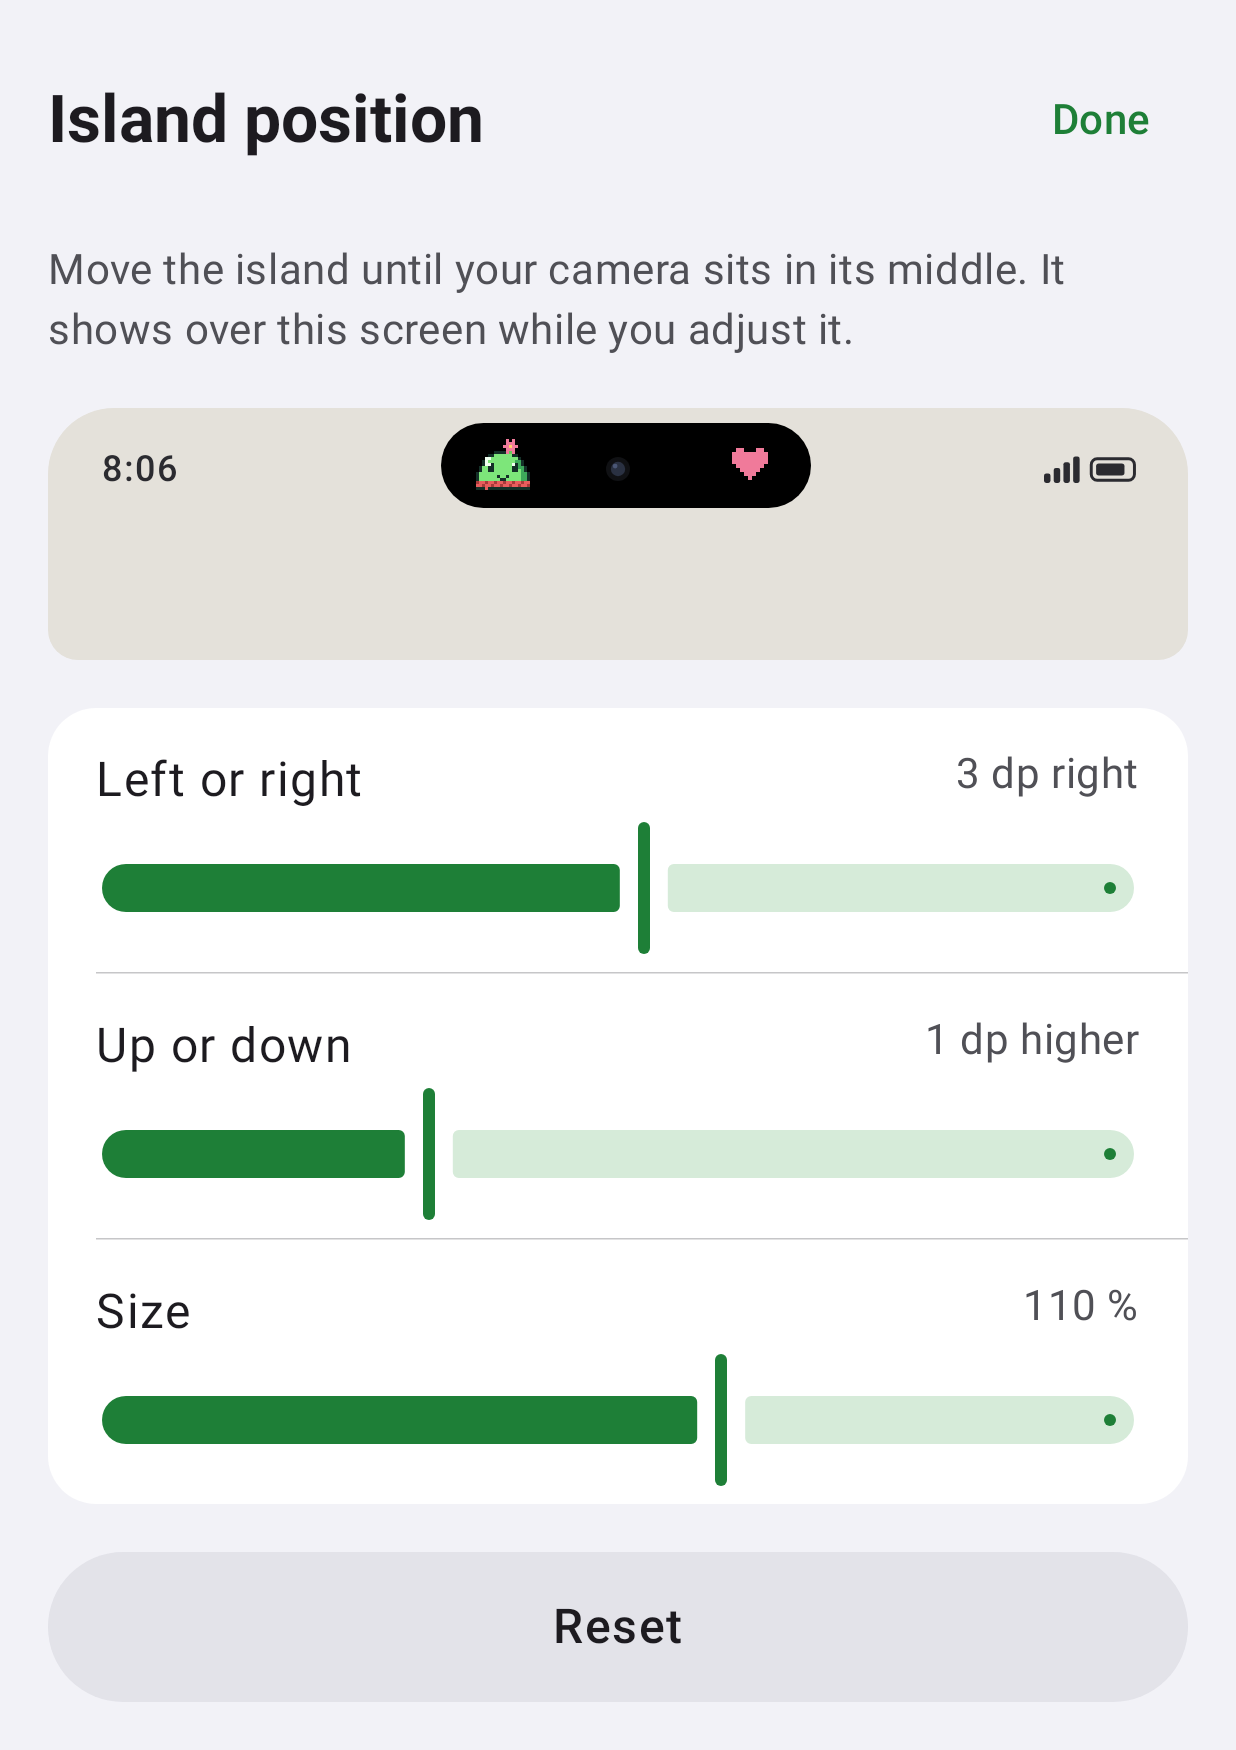 Island position
Done
Move the island until your camera sits in its middle. It
shows over this screen while you adjust it.
8:06
Left or right
3 dp right
Up or down
1 dp higher
Size
110 %
Reset